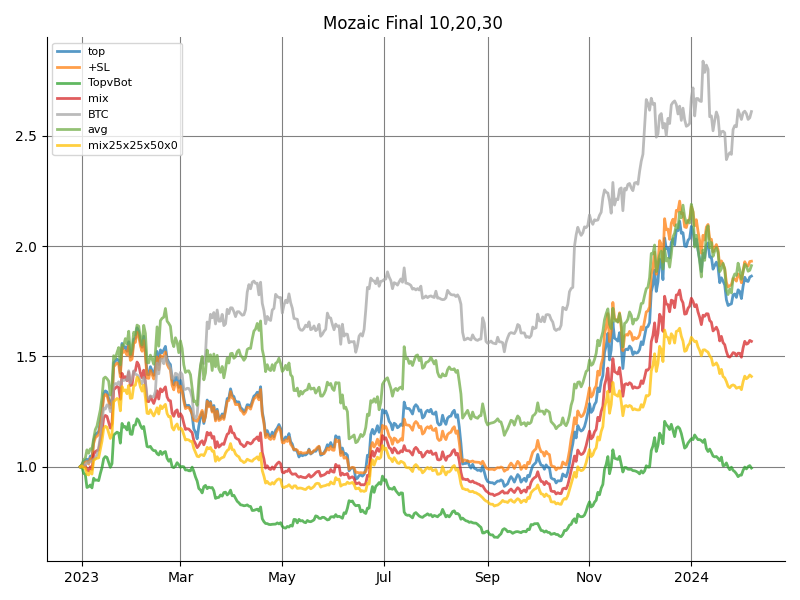 Mozaic Final 10,20,30
top
+SL
TopvBot
mix
BTC
avg
mix25x25x50x0
2.5
2.0
1.5
1.0
2023 Mar May Jul Sep Nov 2024